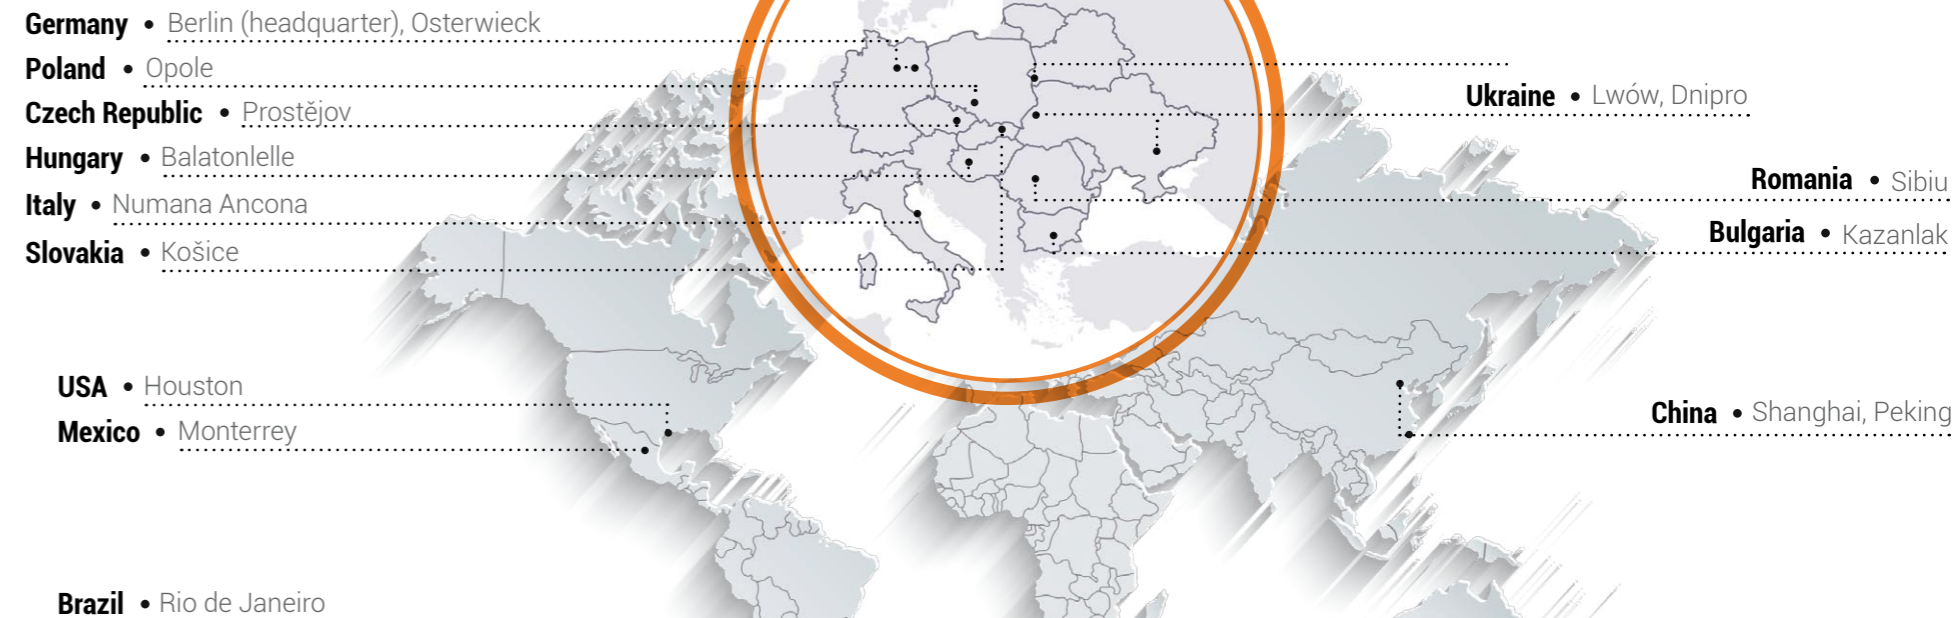 Germany • Berlin (headquarter), Osterwieck
Poland • Opole
Czech Republic • Prostějov
Hungary • Balatonlelle
Italy • Numana Ancona
Slovakia • Košice
USA • Houston
Mexico • Monterrey
Brazil • Rio de Janeiro
Ukraine • Lwów, Dnipro
Romania • Sibiu
Bulgaria • Kazanlak
China • Shanghai, Peking